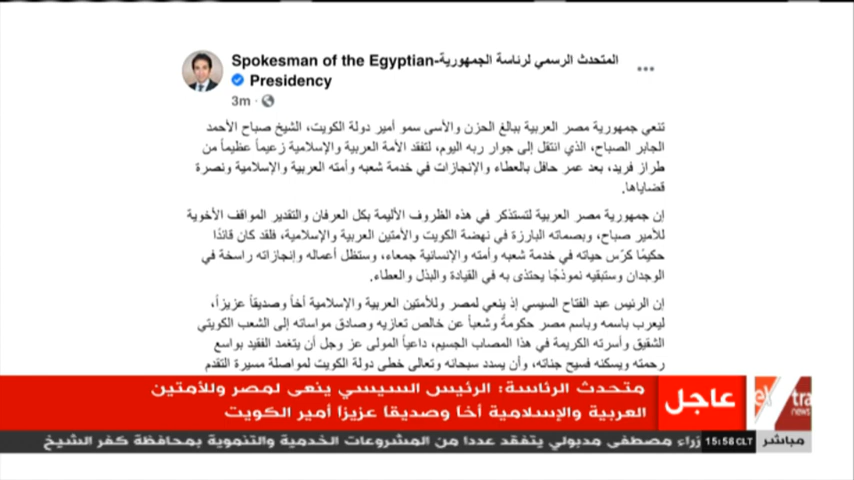 المتحدث الرسمي لرئاسة الجمهورية-Spokesman of the Egyptian
Presidency
3m ·
تنعي جمهورية مصر العربية ببالغ الحزن والأسى سمو أمير دولة الكويت، الشيخ صباح الأحمد
الجابر الصباح، الذي انتقل إلى جوار ربه اليوم، لتفقد الأمة العربية والإسلامية زعيماً عظيماً من
طراز فريد، بعد عمر حافل بالعطاء والإنجازات في خدمة شعبه وأمته العربية والإسلامية ونصرة
قضاياها.
إن جمهورية مصر العربية لتستذكر في هذه الظروف الأليمة بكل العرفان والتقدير المواقف الأخوية
للأمير صباح، وبصماته البارزة في نهضة الكويت والأمتين العربية والإسلامية، فلقد كان قائدًا
حكيمًا كرّس حياته في خدمة شعبه وأمته والإنسانية جمعاء، وستظل أعماله وإنجازاته راسخة في
الوجدان وستبقيه نموذجًا يحتذى به في القيادة والبذل والعطاء.
إن الرئيس عبد الفتاح السيسي إذ ينعي لمصر وللأمتين العربية والإسلامية أخاً وصديقاً عزيزاً،
ليعرب باسمه وباسم مصر حكومةً وشعباً عن خالص تعازيه وصادق مواساته إلى الشعب الكويتي
الشقيق وأسرته الكريمة في هذا المصاب الجسيم، داعياً المولى عز وجل أن يتغمد الفقيد بواسع
رحمته ويسكنه فسيح جناته، وأن يسدد سبحانه وتعالى خطى دولة الكويت لمواصلة مسيرة التقدم
عاجل
متحدث الرئاسة: الرئيس السيسي ينعى لمصر وللأمتين
العربية والإسلامية أخاً وصديقاً عزيزاً أمير الكويت
extra
news
مباشر
15:58 CLT
زراء مصطفى مدبولي يتفقد عددا من المشروعات الخدمية والتنموية بمحافظة كفر الشيخ